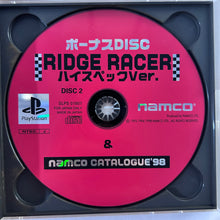 ボーナスDISC
RIDGE RACER
ハイスペックVer.
DISC 2
PlayStation
namco
&
namco CATALOGUE'98